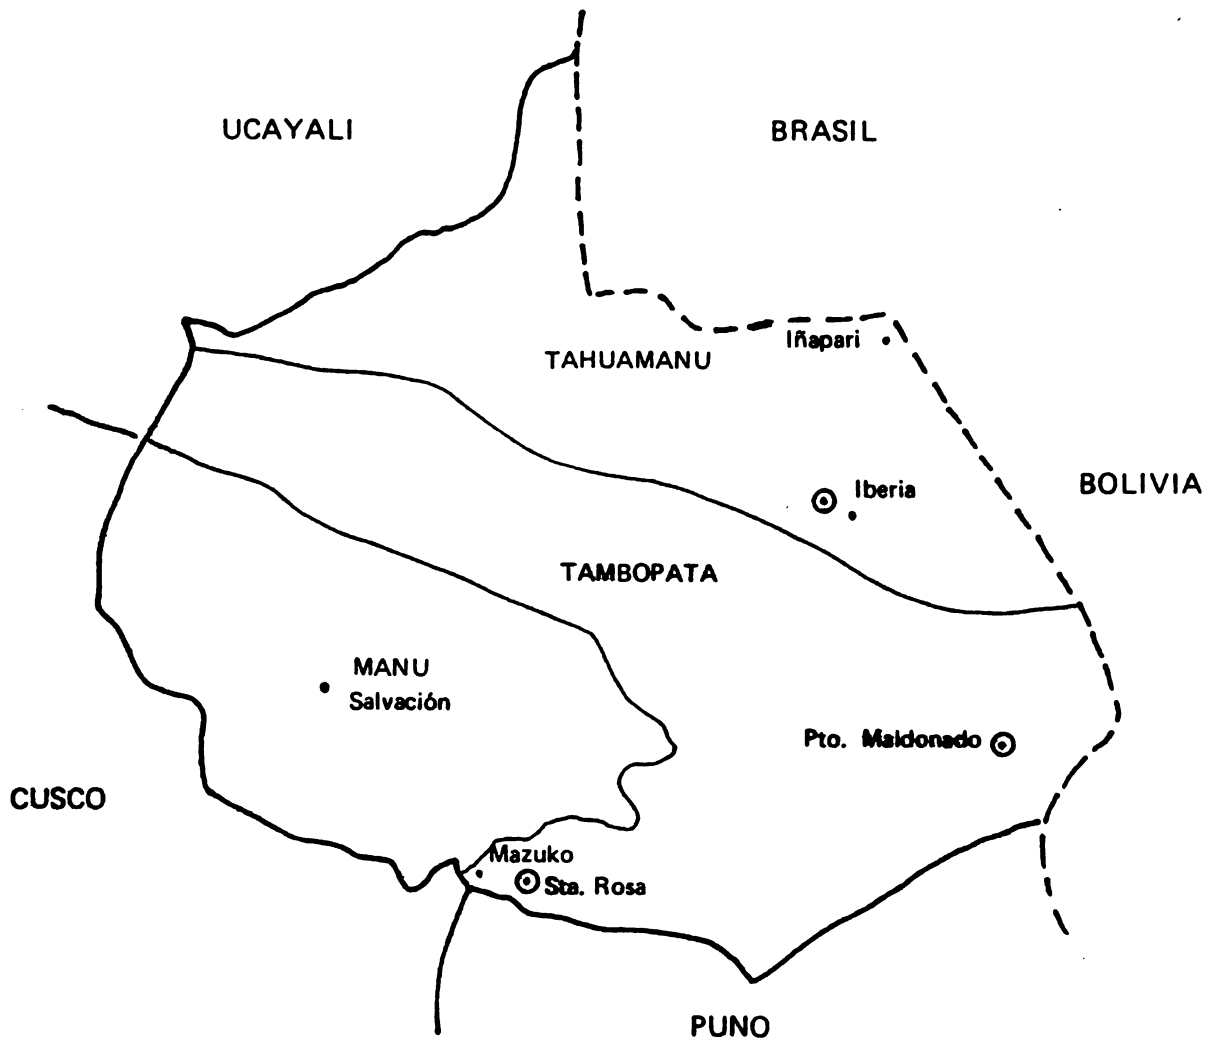 UCAYALI
BRASIL
Iñapari
TAHUAMANU
BOLIVIA
Iberia
TAMBOPATA
MANU
Salvación
Pto. Maldonado
CUSCO
Mazuko
Sta. Rosa
PUNO